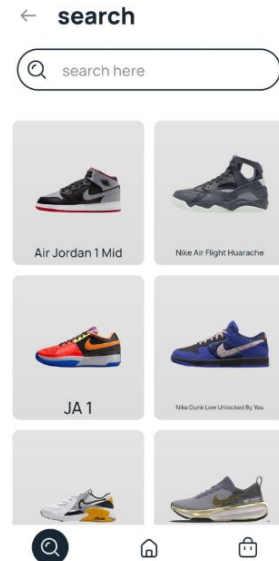 search
search here
Air Jordan 1 Mid
Nike Air Flight Huarache
JA 1
Nike Dunk Low Unlocked By You